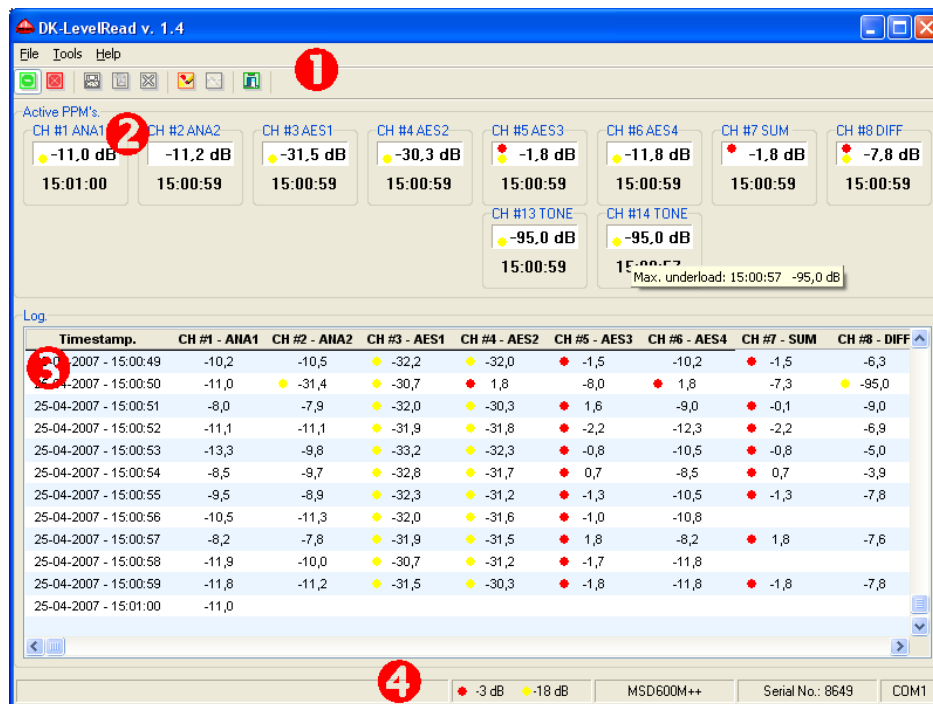 DK-LevelRead v. 1.4
File Tools Help
1
Active PPM's.
CH #1 ANA1 CH #2 ANA2 CH #3 AES1 CH #4 AES2 CH #5 AES3 CH #6 AES4 CH #7 SUM CH #8 DIFF
2
-11,0 dB -11,2 dB -31,5 dB -30,3 dB -1,8 dB -11,8 dB -1,8 dB -7,8 dB
15:01:00 15:00:59 15:00:59 15:00:59 15:00:59 15:00:59 15:00:59 15:00:59
CH #13 TONE CH #14 TONE
-95,0 dB -95,0 dB
15:00:59 15:00:57
Max. underload: 15:00:57 -95,0 dB
Log.
Timestamp. CH #1 - ANA1 CH #2 - ANA2 CH #3 - AES1 CH #4 - AES2 CH #5 - AES3 CH #6 - AES4 CH #7 - SUM CH #8 - DIFF
3
25-04-2007 - 15:00:49 -10,2 -10,5 -32,2 -32,0 -1,5 -10,2 -1,5 -6,3
25-04-2007 - 15:00:50 -11,0 -31,4 -30,7 1,8 -8,0 1,8 -7,3 -95,0
25-04-2007 - 15:00:51 -8,0 -7,9 -32,0 -30,3 1,6 -9,0 -0,1 -9,0
25-04-2007 - 15:00:52 -11,1 -11,1 -31,9 -31,8 -2,2 -12,3 -2,2 -6,9
25-04-2007 - 15:00:53 -13,3 -9,8 -33,2 -32,3 -0,8 -10,5 -0,8 -5,0
25-04-2007 - 15:00:54 -8,5 -9,7 -32,8 -31,7 0,7 -8,5 0,7 -3,9
25-04-2007 - 15:00:55 -9,5 -8,9 -32,3 -31,2 -1,3 -10,5 -1,3 -7,8
25-04-2007 - 15:00:56 -10,5 -11,3 -32,0 -31,6 -1,0 -10,8
25-04-2007 - 15:00:57 -8,2 -7,8 -31,9 -31,5 1,8 -8,2 1,8 -7,6
25-04-2007 - 15:00:58 -11,9 -10,0 -30,7 -31,2 -1,7 -11,8
25-04-2007 - 15:00:59 -11,8 -11,2 -31,5 -30,3 -1,8 -11,8 -1,8 -7,8
25-04-2007 - 15:01:00 -11,0
4
-3 dB -18 dB MSD600M++ Serial No.: 8649 COM1